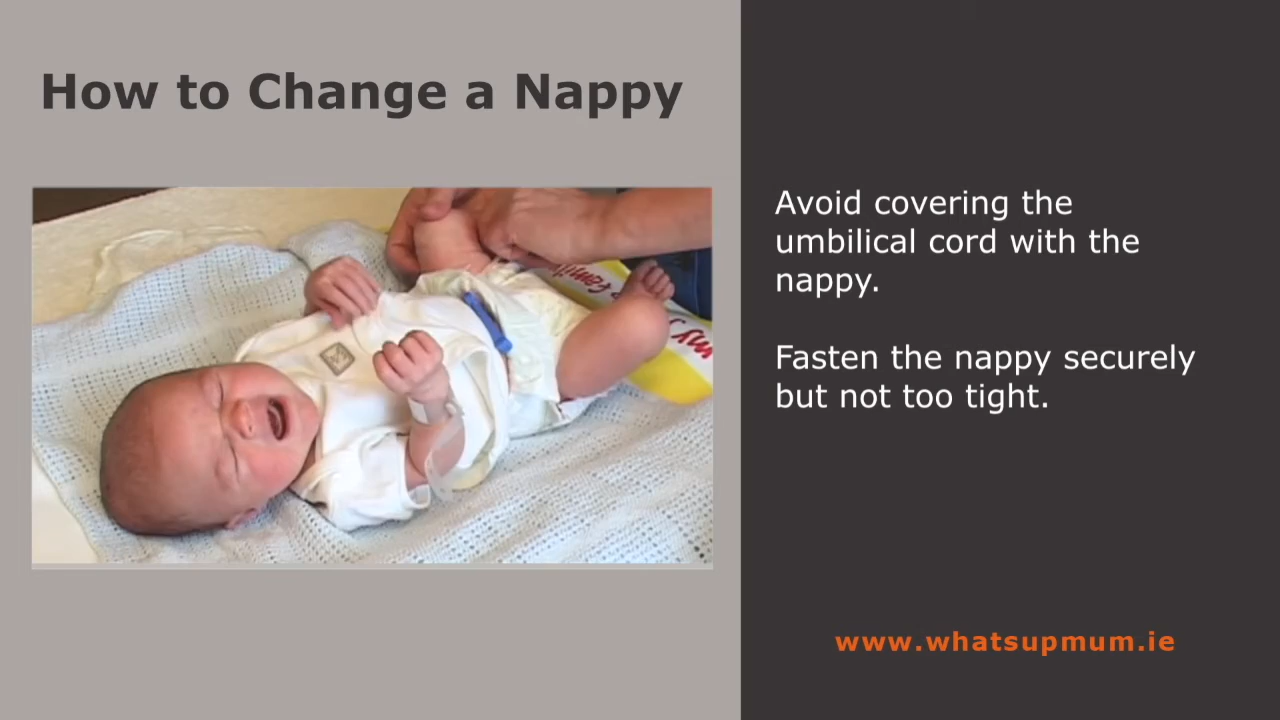 How to Change a Nappy
Avoid covering the
umbilical cord with the
nappy.
Fasten the nappy securely
but not too tight.
www.whatsupmum.ie